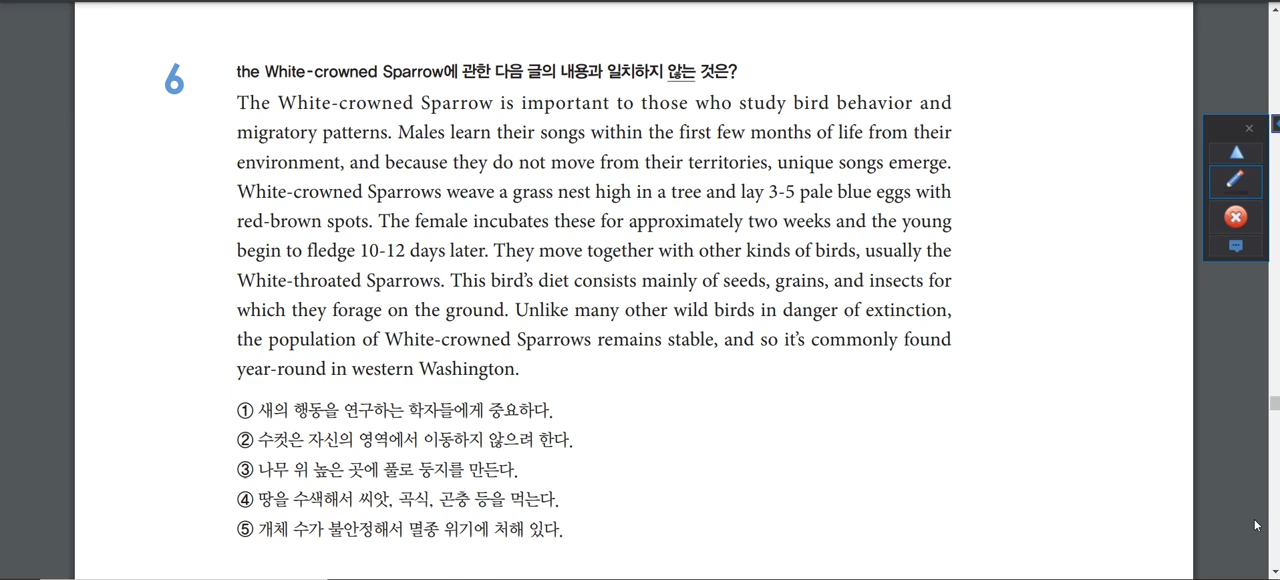 6
the White-crowned Sparrow에 관한 다음 글의 내용과 일치하지 않는 것은?
The White-crowned Sparrow is important to those who study bird behavior and
migratory patterns. Males learn their songs within the first few months of life from their
environment, and because they do not move from their territories, unique songs emerge.
White-crowned Sparrows weave a grass nest high in a tree and lay 3-5 pale blue eggs with
red-brown spots. The female incubates these for approximately two weeks and the young
begin to fledge 10-12 days later. They move together with other kinds of birds, usually the
White-throated Sparrows. This bird's diet consists mainly of seeds, grains, and insects for
which they forage on the ground. Unlike many other wild birds in danger of extinction,
the population of White-crowned Sparrows remains stable, and so it's commonly found
year-round in western Washington.
① 새의 행동을 연구하는 학자들에게 중요하다.
② 수컷은 자신의 영역에서 이동하지 않으려 한다.
③ 나무 위 높은 곳에 풀로 둥지를 만든다.
④ 땅을 수색해서 씨앗, 곡식, 곤충 등을 먹는다.
⑤ 개체 수가 불안정해서 멸종 위기에 처해 있다.